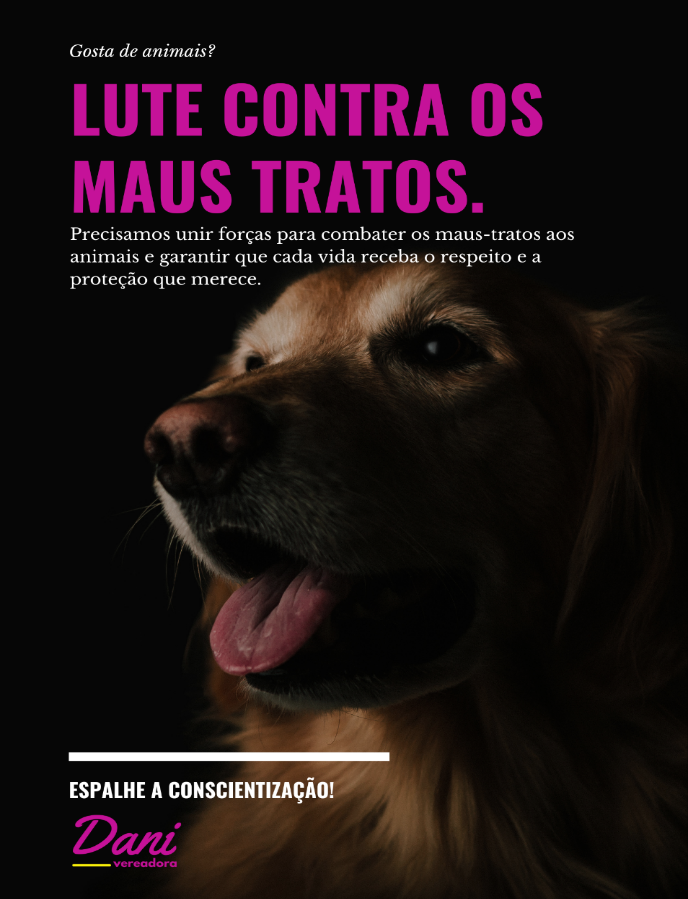 Gosta de animais?
LUTE CONTRA OS
MAUS TRATOS.
Precisamos unir forças para combater os maus-tratos aos
animais e garantir que cada vida receba o respeito e a
proteção que merece.
ESPALHE A CONSCIENTIZAÇÃO!
Dani
vereadora